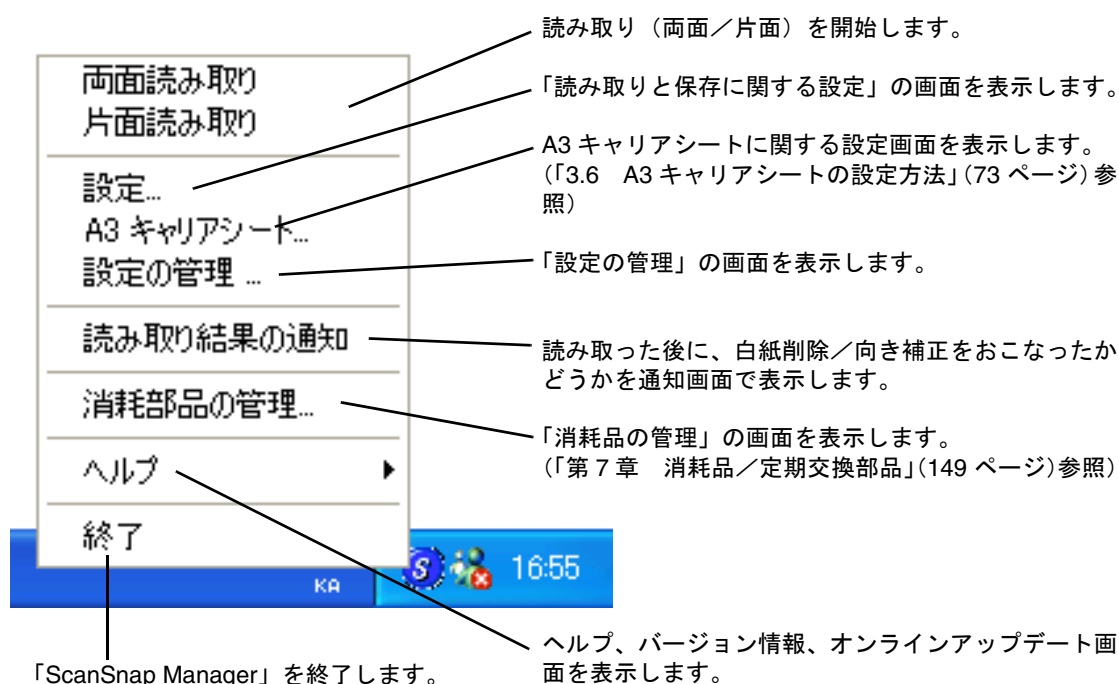 両面読み取り
片面読み取り
設定...
A3 キャリアシート...
設定の管理 ...
読み取り結果の通知
消耗部品の管理...
ヘルプ
終了
KA
S
16:55
「ScanSnap Manager」を終了します。
読み取り（両面／片面）を開始します。
「読み取りと保存に関する設定」の画面を表示します。
A3 キャリアシートに関する設定画面を表示します。
（「3.6　A3 キャリアシートの設定方法」（73 ページ）参
照）
「設定の管理」の画面を表示します。
読み取った後に、白紙削除／向き補正をおこなったか
どうかを通知画面で表示します。
「消耗品の管理」の画面を表示します。
（「第 7 章　消耗品／定期交換部品」（149 ページ）参照）
ヘルプ、バージョン情報、オンラインアップデート画
面を表示します。